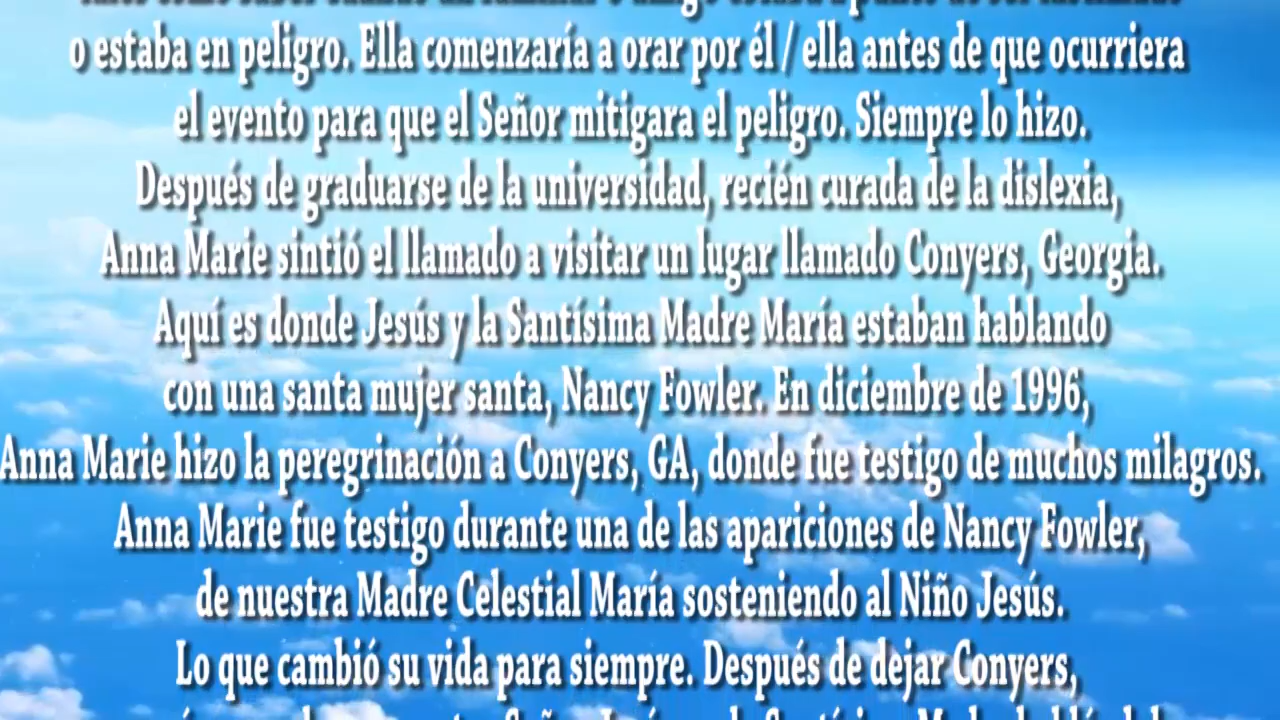 o estaba en peligro. Ella comenzaría a orar por él / ella antes de que ocurriera
el evento para que el Señor mitigara el peligro. Siempre lo hizo.
Después de graduarse de la universidad, recién curada de la dislexia,
Anna Marie sintió el llamado a visitar un lugar llamado Conyers, Georgia.
Aquí es donde Jesús y la Santísima Madre María estaban hablando
con una santa mujer santa, Nancy Fowler. En diciembre de 1996,
Anna Marie hizo la peregrinación a Conyers, GA, donde fue testigo de muchos milagros.
Anna Marie fue testigo durante una de las apariciones de Nancy Fowler,
de nuestra Madre Celestial María sosteniendo al Niño Jesús.
Lo que cambió su vida para siempre. Después de dejar Conyers,